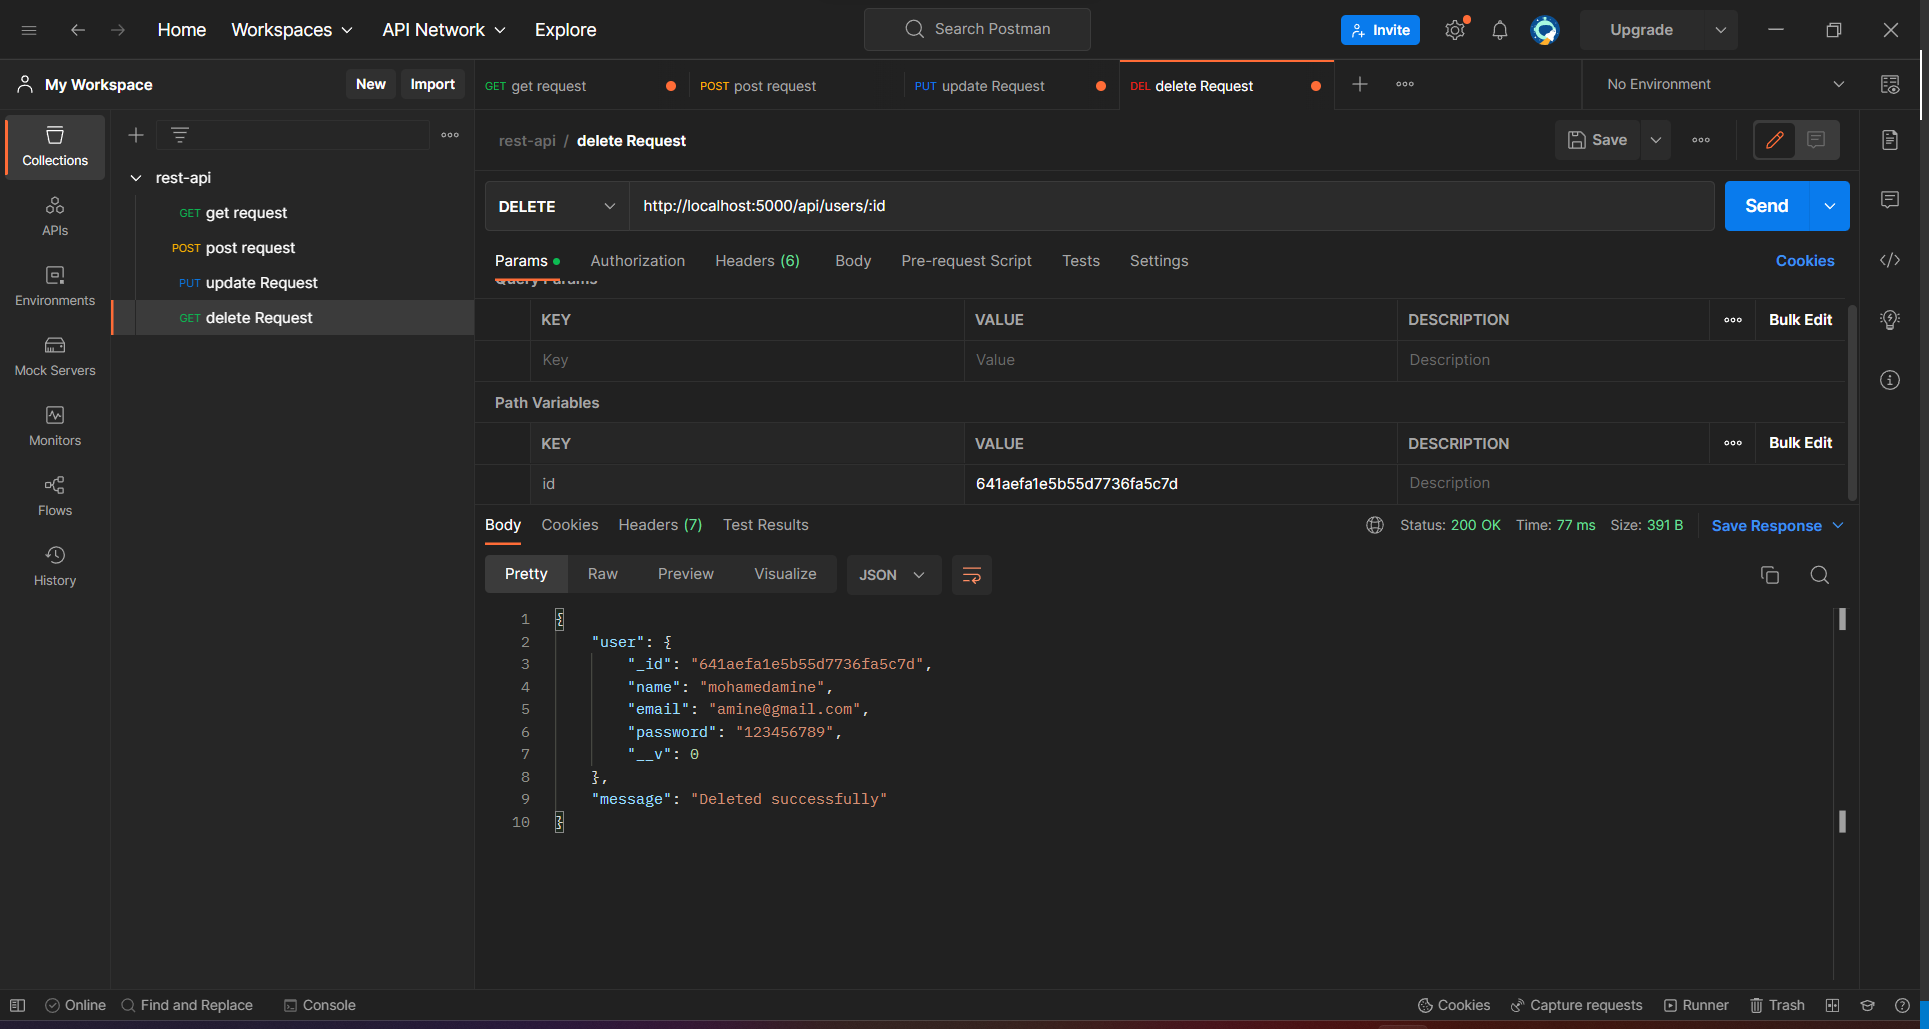 Home Workspaces API Network Explore Search Postman Invite Upgrade
My Workspace New Import GET get request POST post request PUT update Request DEL delete Request No Environment
Collections
APIs
Environments
Mock Servers
Monitors
Flows
History
rest-api
GET get request
POST post request
PUT update Request
GET delete Request
rest-api / delete Request Save
DELETE http://localhost:5000/api/users/:id Send
Params Authorization Headers (6) Body Pre-request Script Tests Settings Cookies
Query Params
KEY VALUE DESCRIPTION Bulk Edit
Key Value Description
Path Variables
KEY VALUE DESCRIPTION Bulk Edit
id 641aefa1e5b55d7736fa5c7d Description
Body Cookies Headers (7) Test Results Status: 200 OK Time: 77 ms Size: 391 B Save Response
Pretty Raw Preview Visualize JSON
1 {
2 "user": {
3 "_id": "641aefa1e5b55d7736fa5c7d",
4 "name": "mohamedamine",
5 "email": "amine@gmail.com",
6 "password": "123456789",
7 "__v": 0
8 },
9 "message": "Deleted successfully"
10 }
Online Find and Replace Console Cookies Capture requests Runner Trash